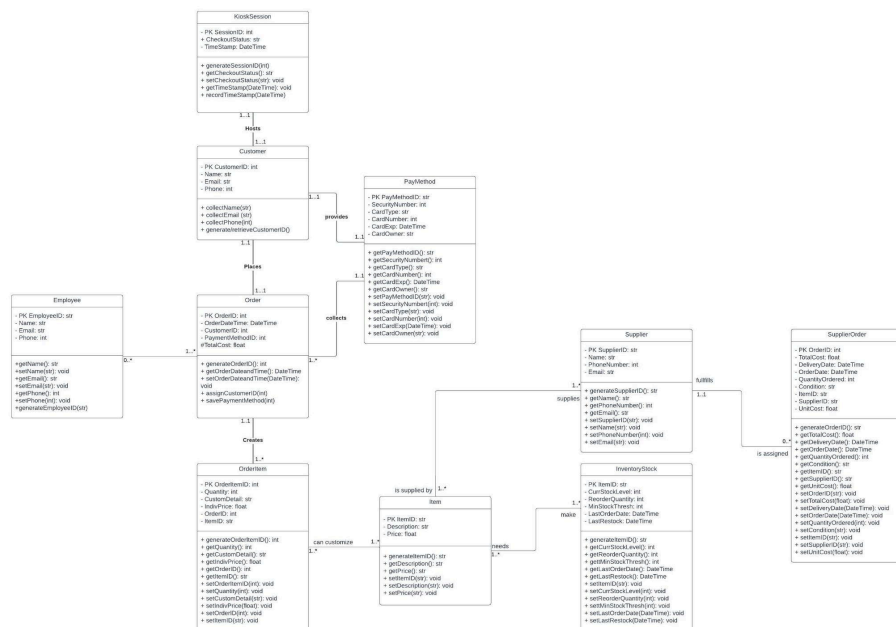 KioskSession
- PK SessionID: int
+ CheckoutStatus: str
- TimeStamp: DateTime
+ generateSessionID(int)
+ getCheckoutStatus(): str
+ setCheckoutStatus(str): void
+ getTimeStamp(DateTime): void
+ recordTimeStamp(DateTime)
1..1
Hosts
1..1
Customer
- PK CustomerID: int
- Name: str
- Email: str
- Phone: int
+ collectName(str)
+ collectEmail (str)
+ collectPhone(int)
+ generate/retrieveCustomerID()
1..1
provides
1..1
PayMethod
- PK PayMethodID: str
- SecurityNumber: int
- CardType: str
- CardNumber: int
- CardExp: DateTime
- CardOwner: str
+ getPayMethodID(): str
+ getSecurityNumbert(): int
+ getCardType(): str
+ getCardNumber(): int
+ getCardExp(): DateTime
+ getCardOwner(): str
+ setPayMethodID(str): void
+ setSecurityNumbert(int): void
+ setCardType(str): void
+ setCardNumber(int): void
+ setCardExp(DateTime): void
+ setCardOwner(str): void
1..1
Places
1..1
1..1
collects
1..*
Employee
- PK EmployeeID: str
- Name: str
- Email: str
- Phone: int
+getName(): str
+setName(str): void
+getEmail(): str
+setEmail(str): void
+getPhone(): int
+setPhone(int): void
+generateEmployeeID(str)
0..*
1...*
Order
- PK OrderID: int
- OrderDateTime: DateTime
- CustomerID: int
- PaymentMethodID: int
#TotalCost: float
+ generateOrderID(): int
+ getOrderDateandTime(): DateTime
+ setOrderDateandTime(DateTime):
void
+ assignCustomerID(int)
+ savePaymentMethod(int)
1..1
Creates
1..*
OrderItem
- PK OrderItemID: int
- Quantity: int
- CustomDetail: str
- IndivPrice: float
- OrderID: int
- ItemID: str
+ generateOrderItemID(): int
+ getQuantity(): int
+ getCustomDetail(): str
+ getIndivPrice(): float
+ getOrderID(): int
+ getItemID(): str
+ setOrderItemID(int): void
+ setQuantity(int): void
+ setCustomDetail(str): void
+ setIndivPrice(float): void
+ setOrderID(int): void
+ setItemID(str): void
can customize
1..*
1..*
Item
- PK ItemID: str
- Description: str
- Price: float
+ generateItemID(): str
+ getDescription(): str
+ getPrice(): str
+ setItemID(str): void
+ setDescription(str): void
+ setPrice(str): void
is supplied by
1..*
supplies
1..*
needs
1..*
make
1..*
Supplier
- PK SupplierID: str
- Name: str
- PhoneNumber: int
- Email: str
+ generateSupplierID(): str
+ getName(): str
+ getPhoneNumber(): int
+ getEmail(): str
+ setSupplierID(str): void
+ setName(str): void
+ setPhoneNumber(int): void
+ setEmail(str): void
fullfills
1..1
0..*
is assigned
InventoryStock
- PK ItemID: str
- CurrStockLevel: int
- ReorderQuantity: int
- MinStockThresh: int
- LastOrderDate: DateTime
- LastRestock: DateTime
+ generateItemID(): str
+ getCurrStockLevel(): int
+ getReorderQuantity(): int
+ gettMinStockThresh(): int
+ getLastOrderDate(): DateTime
+ getLastRestock(): DateTime
+ setItemID(str): void
+ setCurrStockLevel(int): void
+ setReorderQuantity(int): void
+ setMinStockThresh(int): void
+ setLastOrderDate(DateTime): void
+ setLastRestock(DateTime): void
SupplierOrder
- PK OrderID: int
- TotalCost: float
- DeliveryDate: DateTime
- OrderDate: DateTime
- QuantityOrdered: int
- Condition: str
- ItemID: str
- SupplierID: str
- UnitCost: float
+ generateOrderID(): int
+ getTotalCost(): float
+ getDeliveryDate(): DateTime
+ getOrderDate(): DateTime
+ getQuantityOrdered(): int
+ getCondition(): str
+ getItemID(): str
+ getSupplierID(): str
+ getUnitCost(): float
+ setOrderID(str): void
+ setTotalCost(float): void
+ setDeliveryDate(DateTime): void
+ setOrderDate(DateTime): void
+ setQuantityOrdered(int): void
+ setCondition(str): void
+ setItemID(str): void
+ setSupplierID(str): void
+ setUnitCost(float): void